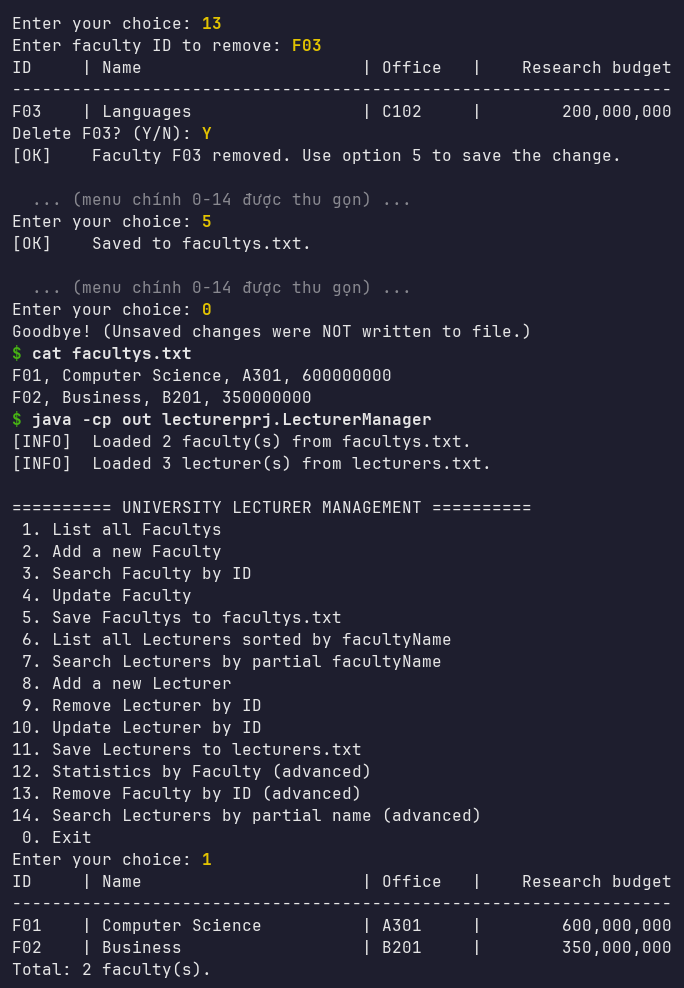 Enter your choice: 13
Enter faculty ID to remove: F03
ID     | Name                      | Office   |    Research budget
------------------------------------------------------------------
F03    | Languages                 | C102     |        200,000,000
Delete F03? (Y/N): Y
[OK]    Faculty F03 removed. Use option 5 to save the change.

  ... (menu chính 0-14 được thu gọn) ...
Enter your choice: 5
[OK]    Saved to facultys.txt.

  ... (menu chính 0-14 được thu gọn) ...
Enter your choice: 0
Goodbye! (Unsaved changes were NOT written to file.)
$ cat facultys.txt
F01, Computer Science, A301, 600000000
F02, Business, B201, 350000000
$ java -cp out lecturerprj.LecturerManager
[INFO]  Loaded 2 faculty(s) from facultys.txt.
[INFO]  Loaded 3 lecturer(s) from lecturers.txt.

========== UNIVERSITY LECTURER MANAGEMENT ==========
 1. List all Facultys
 2. Add a new Faculty
 3. Search Faculty by ID
 4. Update Faculty
 5. Save Facultys to facultys.txt
 6. List all Lecturers sorted by facultyName
 7. Search Lecturers by partial facultyName
 8. Add a new Lecturer
 9. Remove Lecturer by ID
10. Update Lecturer by ID
11. Save Lecturers to lecturers.txt
12. Statistics by Faculty (advanced)
13. Remove Faculty by ID (advanced)
14. Search Lecturers by partial name (advanced)
 0. Exit
Enter your choice: 1
ID     | Name                      | Office   |    Research budget
------------------------------------------------------------------
F01    | Computer Science          | A301     |        600,000,000
F02    | Business                  | B201     |        350,000,000
Total: 2 faculty(s).